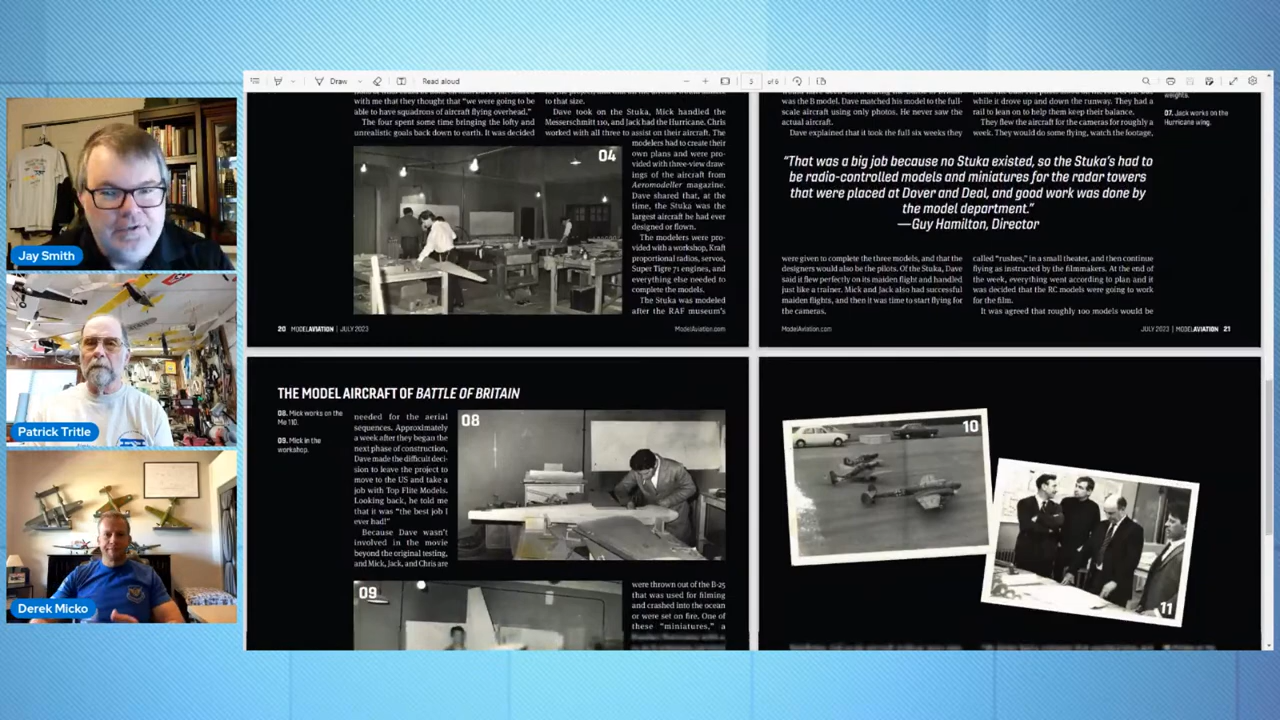 Draw
Read aloud
3
of 6
with me that they thought that "we were going to be
able to have squadrons of aircraft flying overhead."
The four spent some time bringing the lofty and
unrealistic goals back down to earth. It was decided
to that size.
Dave took on the Stuka, Mick handled the
Messerschmitt 110, and Jack had the Hurricane. Chris
worked with all three to assist on their aircraft. The
modelers had to create their
own plans and were pro-
vided with three-view draw-
ings of the aircraft from
Aeromodeller magazine.
Dave shared that, at the
time, the Stuka was the
largest aircraft he had ever
designed or flown.
The modelers were pro-
vided with a workshop, Kraft
proportional radios, servos,
Super Tigre 71 engines, and
everything else needed to
complete the models.
The Stuka was modeled
after the RAF museum's
04
20 MODELAVIATION | JULY 2023
ModelAviation.com
was the B model. Dave matched his model to the full-
scale aircraft using only photos. He never saw the
actual aircraft.
Dave explained that it took the full six weeks they
while it drove up and down the runway. They had a
rail to lean on to help them keep their balance.
They flew the aircraft for the cameras for roughly a
week. They would do some flying, watch the footage,
weights.
07. Jack works on the
Hurricane wing.
"That was a big job because no Stuka existed, so the Stuka's had to
be radio-controlled models and miniatures for the radar towers
that were placed at Dover and Deal, and good work was done by
the model department."
—Guy Hamilton, Director
were given to complete the three models, and that the
designers would also be the pilots. Of the Stuka, Dave
said it flew perfectly on its maiden flight and handled
just like a trainer. Mick and Jack also had successful
maiden flights, and then it was time to start flying for
the cameras.
called "rushes," in a small theater, and then continue
flying as instructed by the filmmakers. At the end of
the week, everything went according to plan and it
was decided that the RC models were going to work
for the film.
It was agreed that roughly 100 models would be
ModelAviation.com
JULY 2023 | MODELAVIATION 21
THE MODEL AIRCRAFT OF BATTLE OF BRITAIN
08. Mick works on the
Me 110.
09. Mick in the
workshop.
needed for the aerial
sequences. Approximately
a week after they began the
next phase of construction,
Dave made the difficult deci-
sion to leave the project to
move to the US and take a
job with Top Flite Models.
Looking back, he told me
that it was "the best job I
ever had!"
Because Dave wasn't
involved in the movie
beyond the original testing,
and Mick, Jack, and Chris are
08
09
were thrown out of the B-25
that was used for filming
and crashed into the ocean
or were set on fire. One of
these "miniatures," a
10
11
Jay Smith
Patrick Tritle
Derek Micko